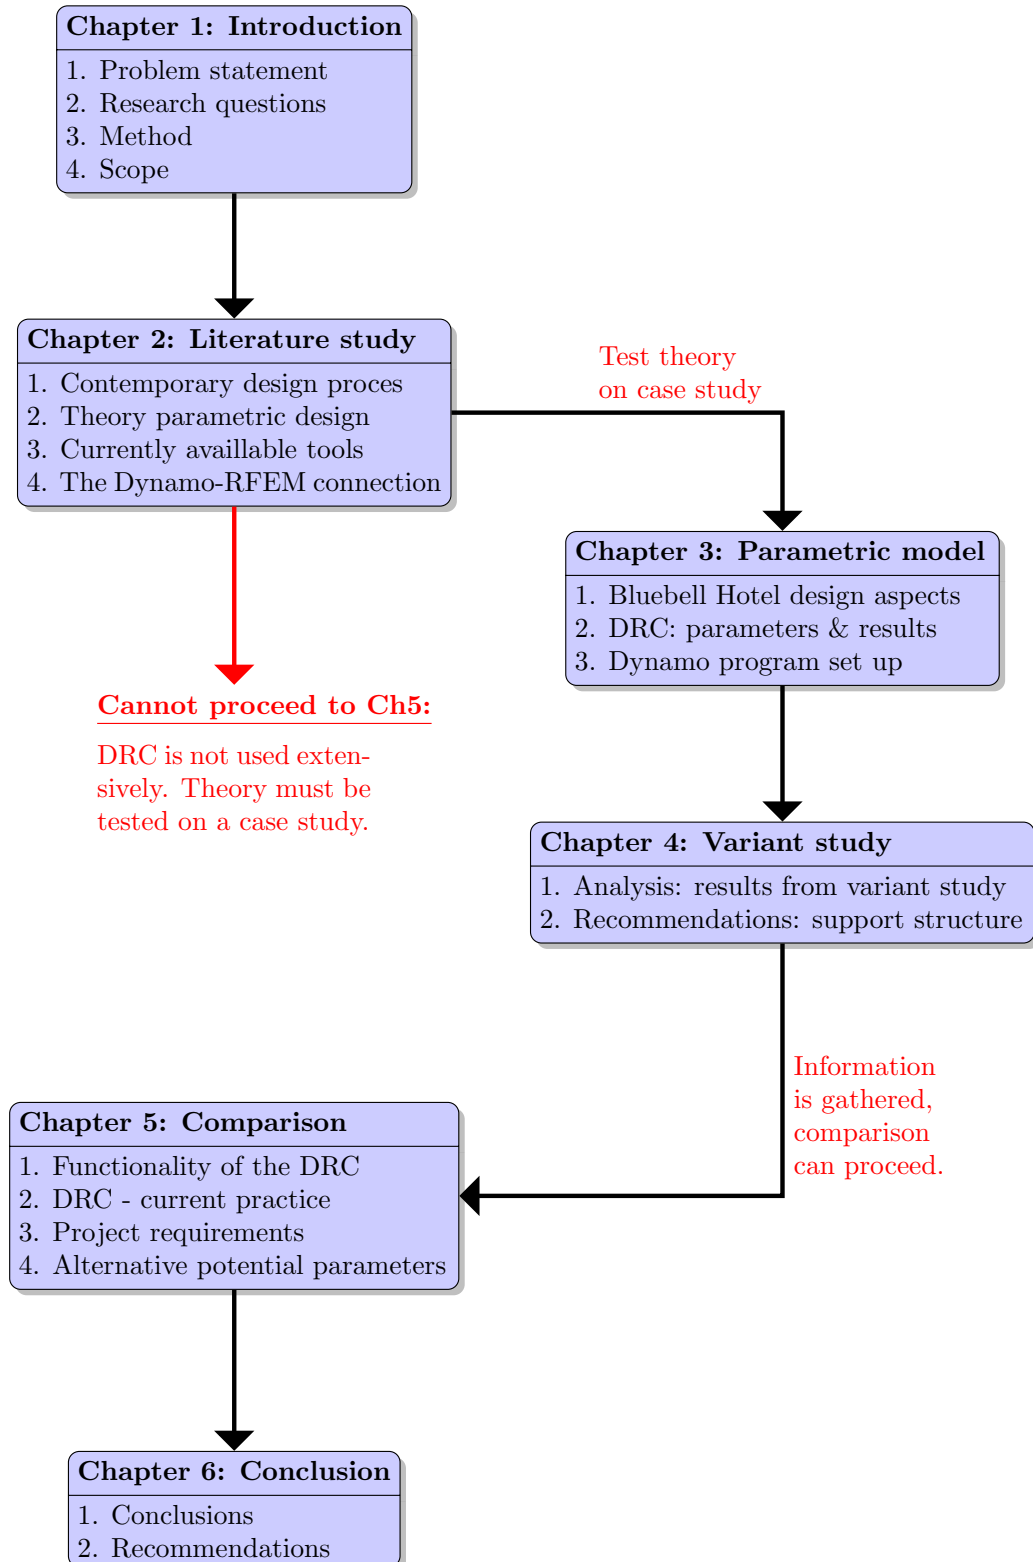 Chapter 1: Introduction
1. Problem statement
2. Research questions
3. Method
4. Scope
Chapter 2: Literature study
1. Contemporary design proces
2. Theory parametric design
3. Currently availlable tools
4. The Dynamo-RFEM connection
Test theory
on case study
Chapter 3: Parametric model
1. Bluebell Hotel design aspects
2. DRC: parameters & results
3. Dynamo program set up
Cannot proceed to Ch5:
DRC is not used exten-
sively. Theory must be
tested on a case study.
Chapter 4: Variant study
1. Analysis: results from variant study
2. Recommendations: support structure
Information
is gathered,
comparison
can proceed.
Chapter 5: Comparison
1. Functionality of the DRC
2. DRC - current practice
3. Project requirements
4. Alternative potential parameters
Chapter 6: Conclusion
1. Conclusions
2. Recommendations